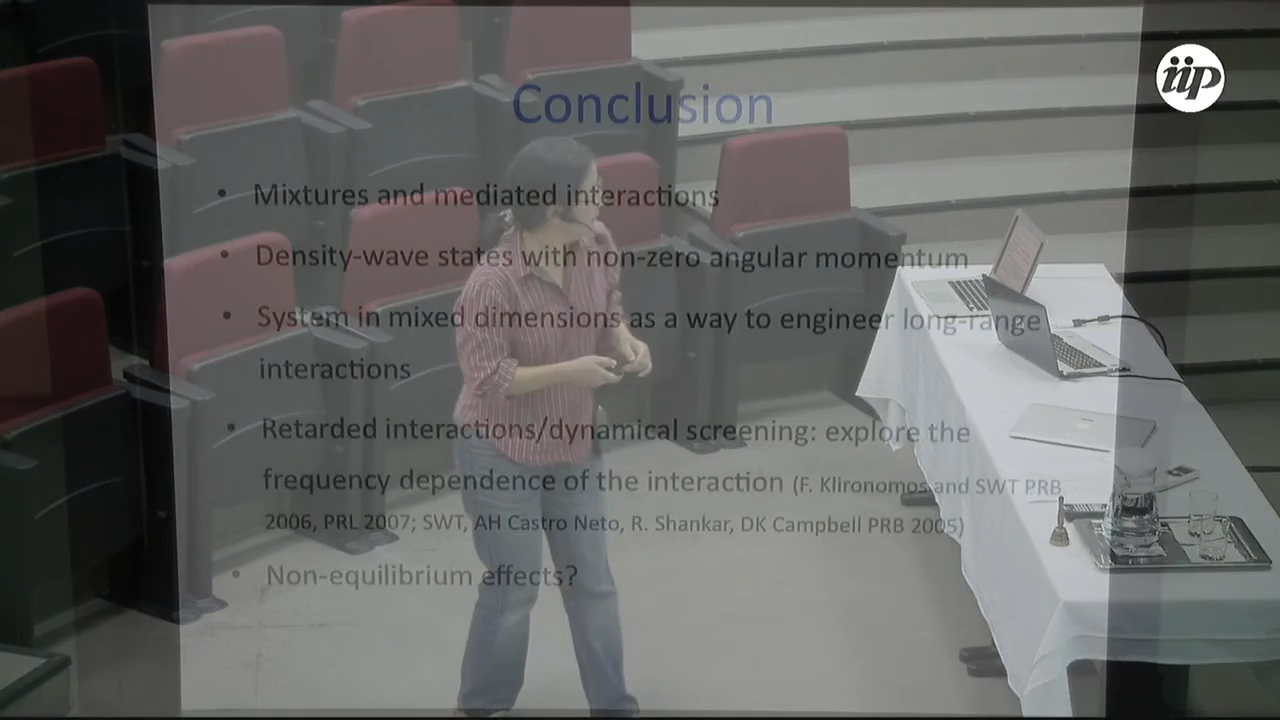 iip
Conclusion
• Mixtures and mediated interactions
• Density-wave states with non-zero angular momentum
• System in mixed dimensions as a way to engineer long-range
interactions
• Retarded interactions/dynamical screening: explore the
frequency dependence of the interaction (F. Klironomos and SWT PRB
2006, PRL 2007; SWT, AH Castro Neto, R. Shankar, DK Campbell PRB 2005)
• Non-equilibrium effects?